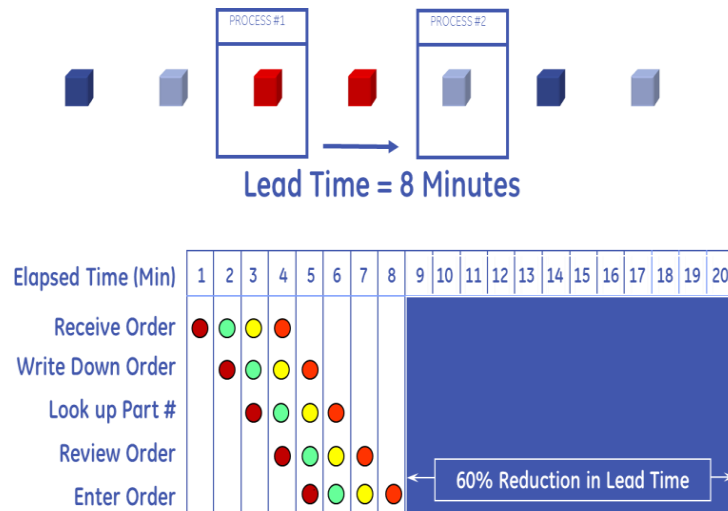 PROCESS #1 PROCESS #2
Lead Time = 8 Minutes
Elapsed Time (Min) 1 2 3 4 5 6 7 8 9 10 11 12 13 14 15 16 17 18 19 20
Receive Order
Write Down Order
Look up Part #
Review Order
60% Reduction in Lead Time
Enter Order